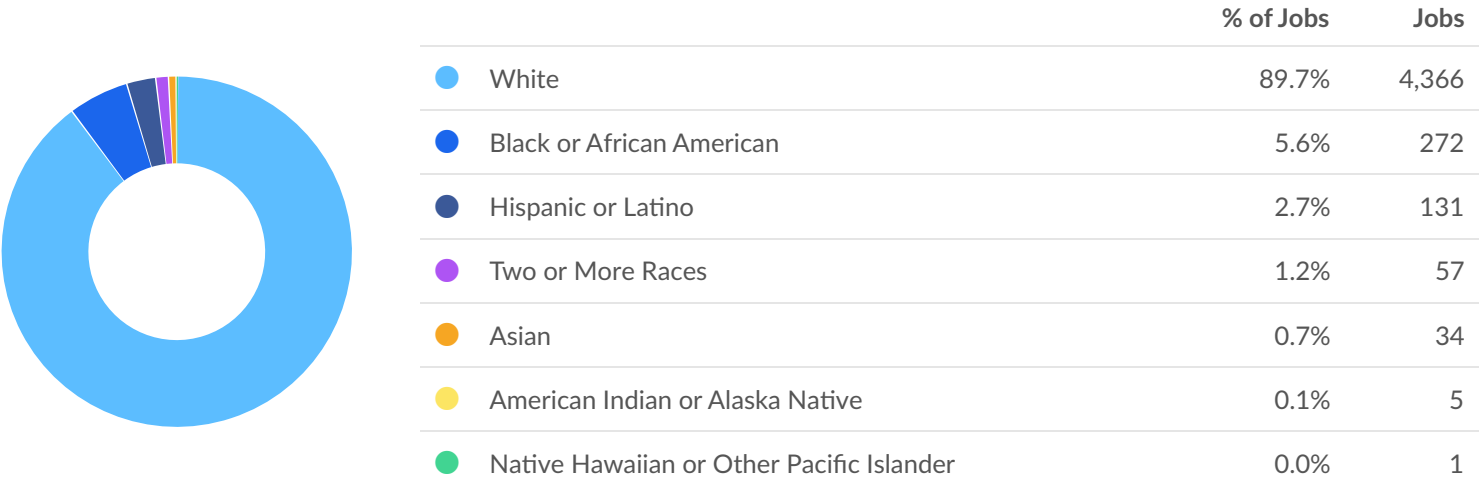 % of Jobs Jobs
White 89.7% 4,366
Black or African American 5.6% 272
Hispanic or Latino 2.7% 131
Two or More Races 1.2% 57
Asian 0.7% 34
American Indian or Alaska Native 0.1% 5
Native Hawaiian or Other Pacific Islander 0.0% 1